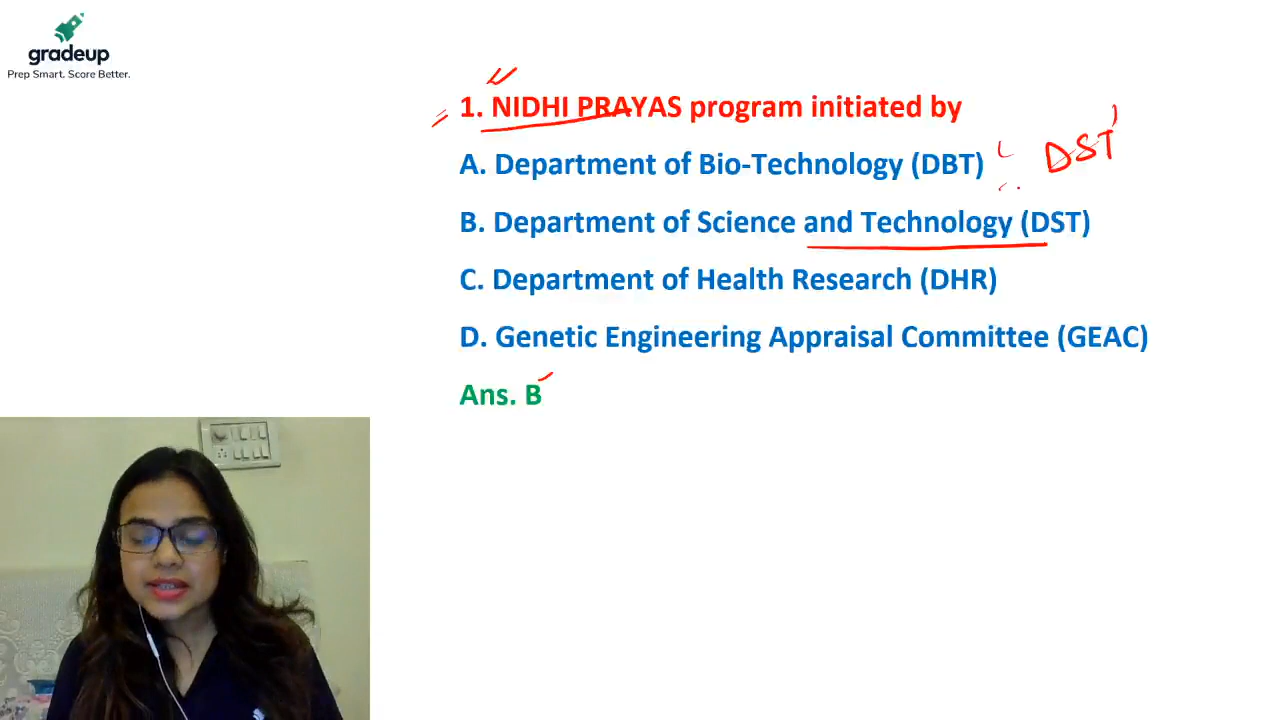 gradeup
Prep Smart. Score Better.
1. NIDHI PRAYAS program initiated by
A. Department of Bio-Technology (DBT)
DST
B. Department of Science and Technology (DST)
C. Department of Health Research (DHR)
D. Genetic Engineering Appraisal Committee (GEAC)
Ans. B